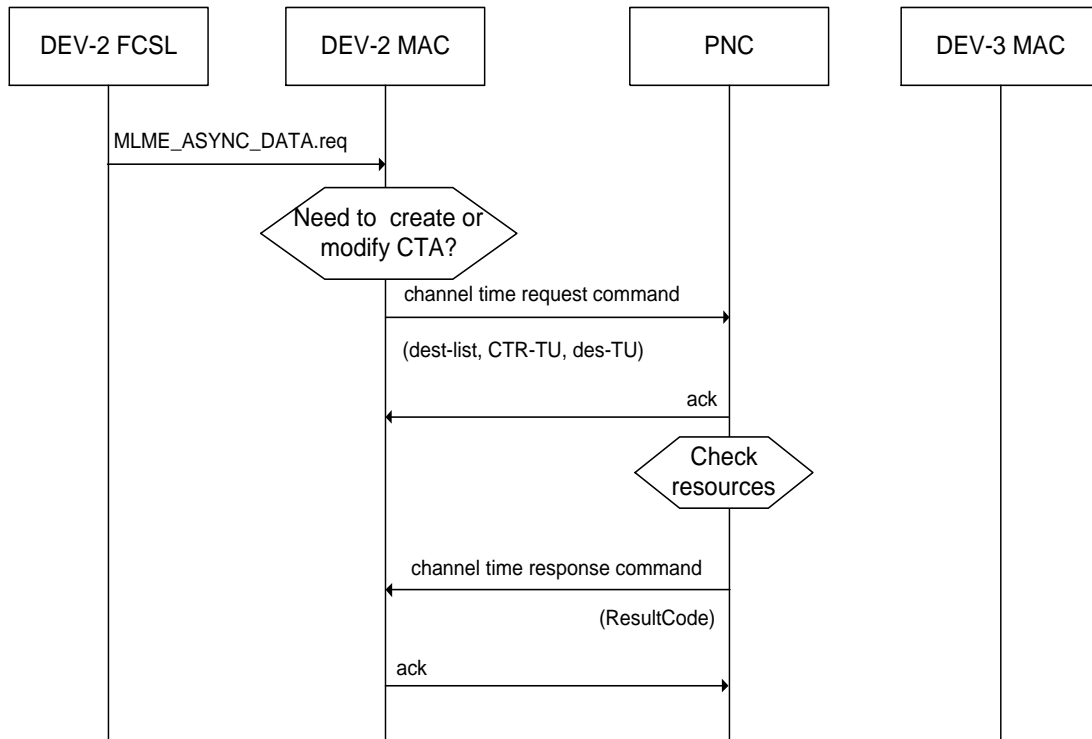 DEV-2 FCSL
DEV-2 MAC
PNC
DEV-3 MAC
MLME_ASYNC_DATA.req
Need to create or
modify CTA?
channel time request command
(dest-list, CTR-TU, des-TU)
ack
Check
resources
channel time response command
(ResultCode)
ack